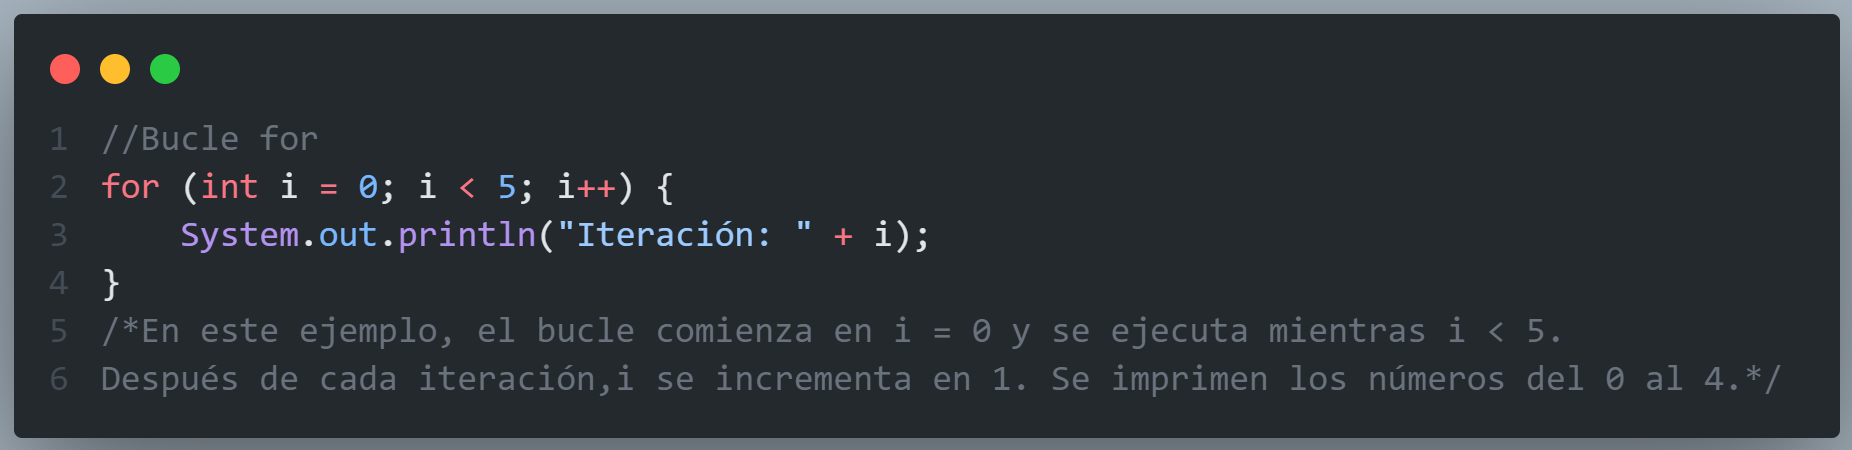 1 //Bucle for
2 for (int i = 0; i < 5; i++) {
3     System.out.println("Iteración: " + i);
4 }
5 /*En este ejemplo, el bucle comienza en i = 0 y se ejecuta mientras i < 5.
6 Después de cada iteración,i se incrementa en 1. Se imprimen los números del 0 al 4.*/